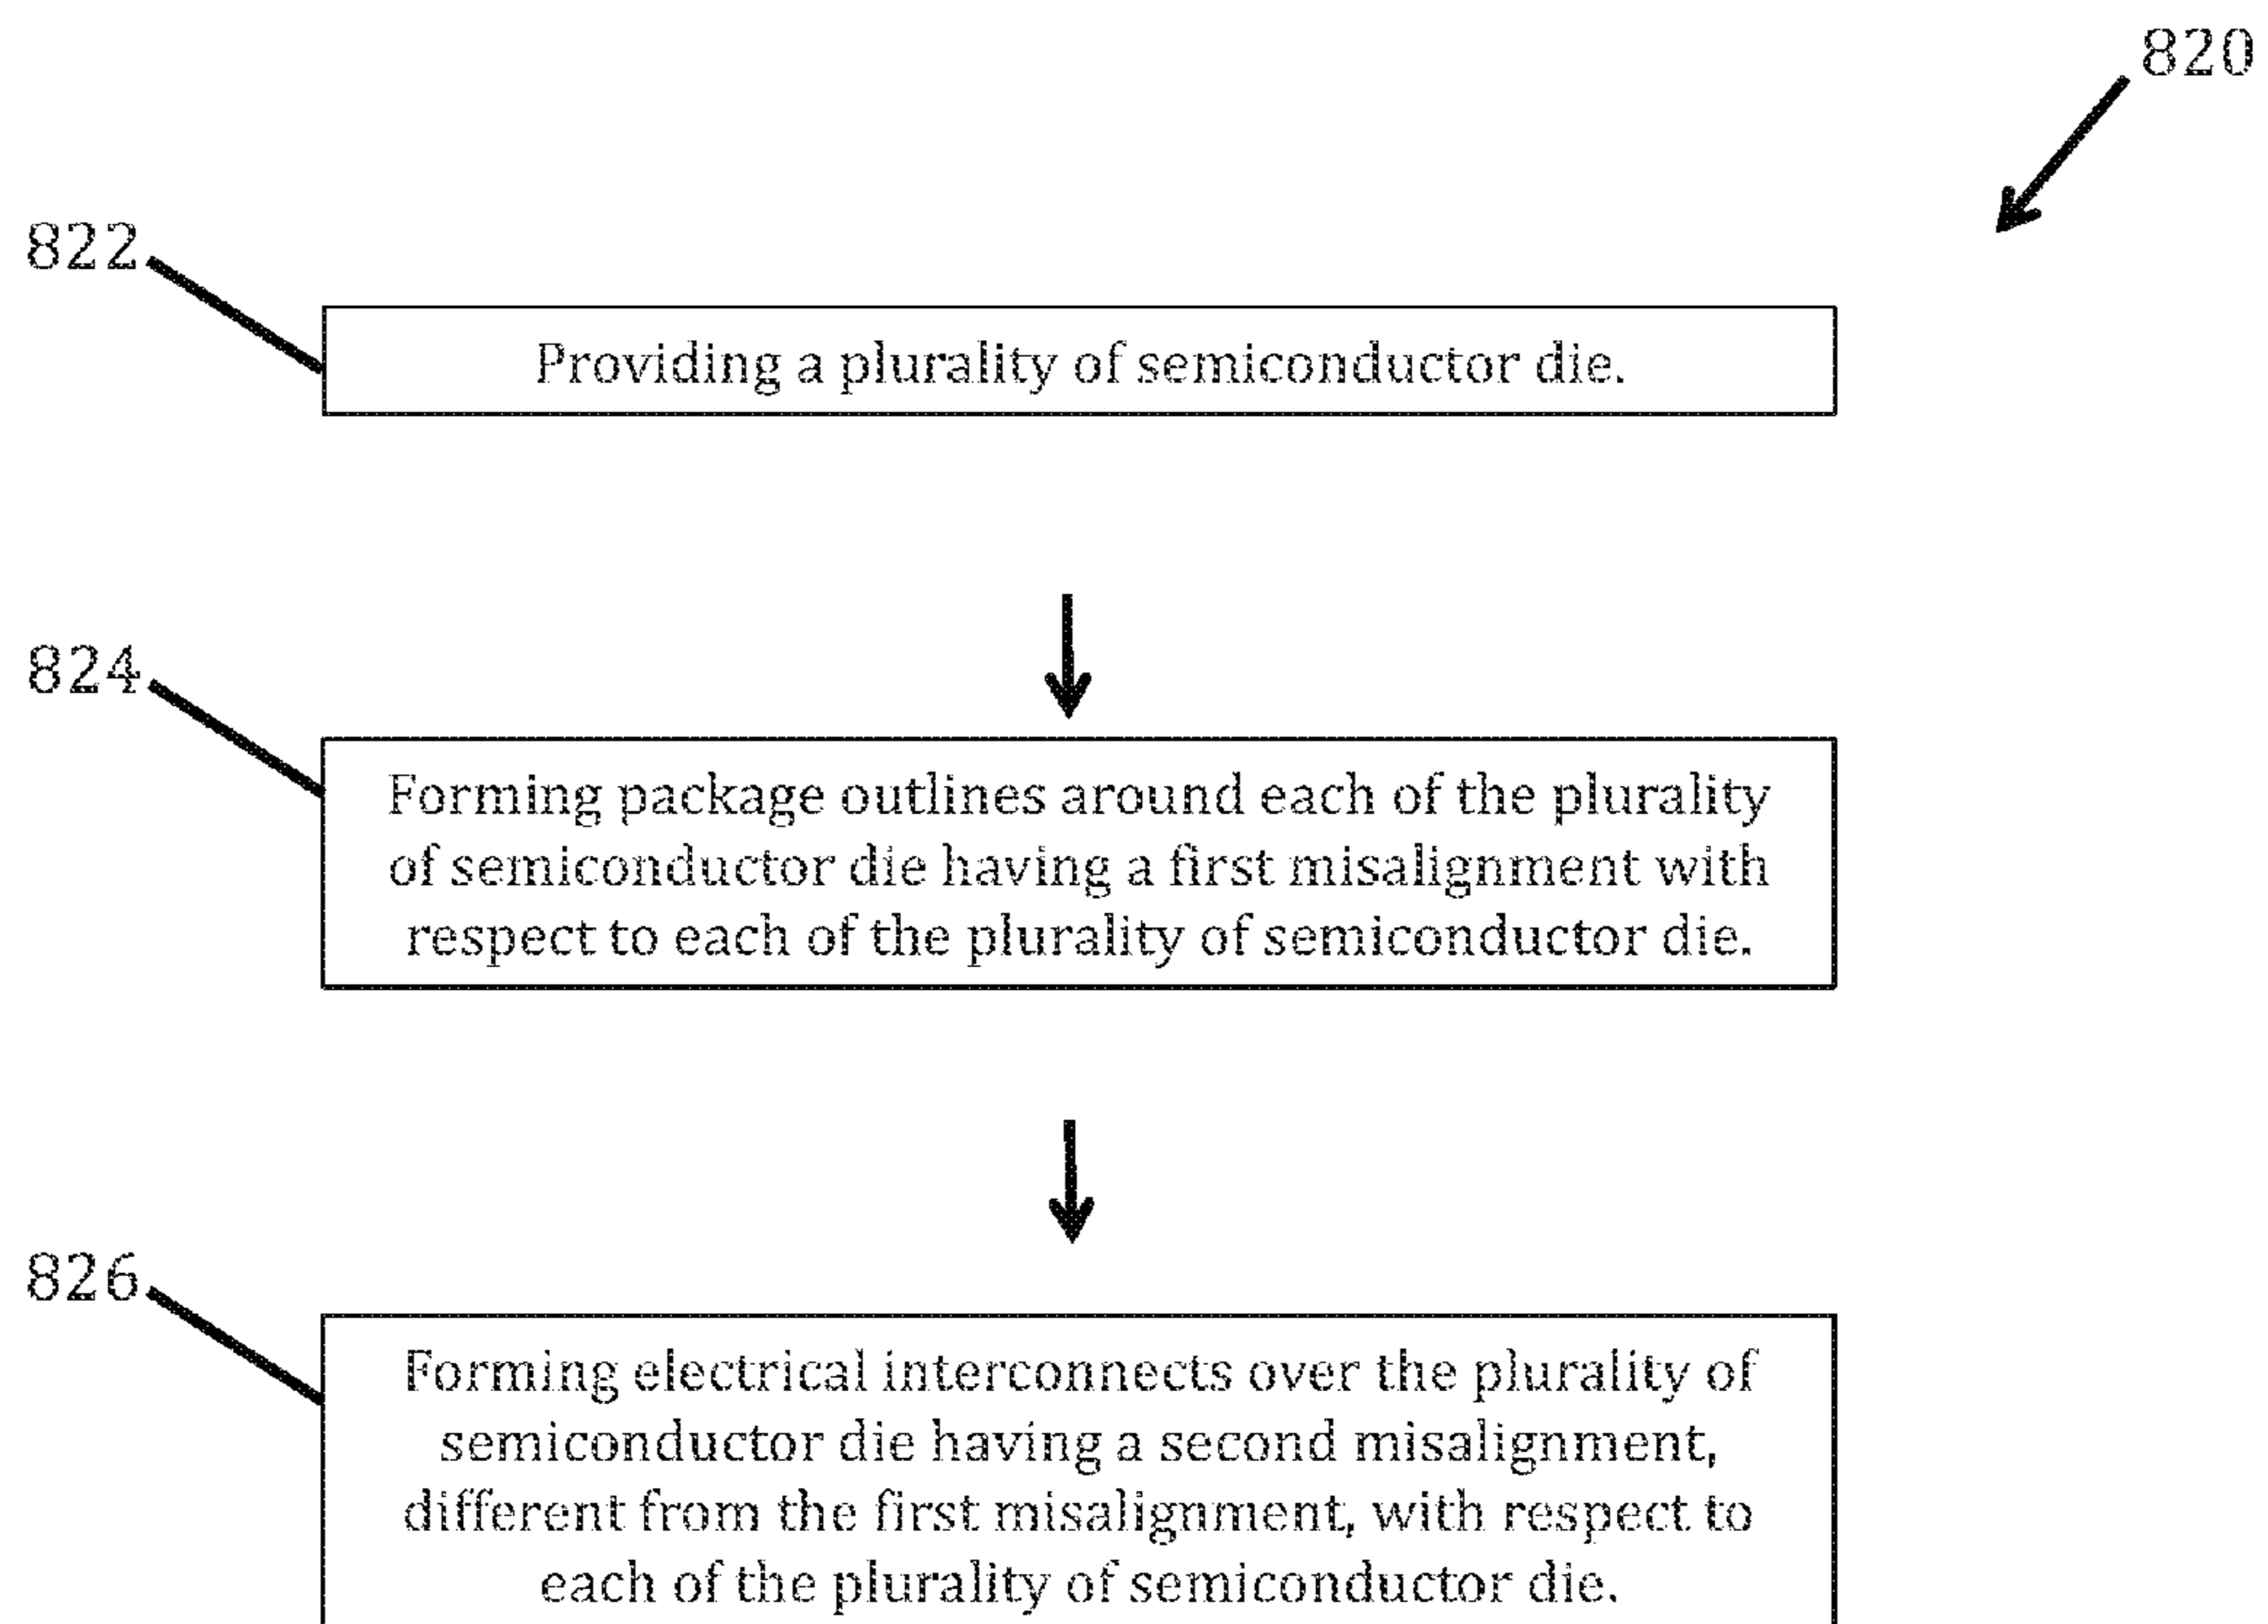 820
822
Providing a plurality of semiconductor die.
824
Forming package outlines around each of the plurality
of semiconductor die having a first misalignment with
respect to each of the plurality of semiconductor die.
826
Forming electrical interconnects over the plurality of
semiconductor die having a second misalignment,
different from the first misalignment, with respect to
each of the plurality of semiconductor die.